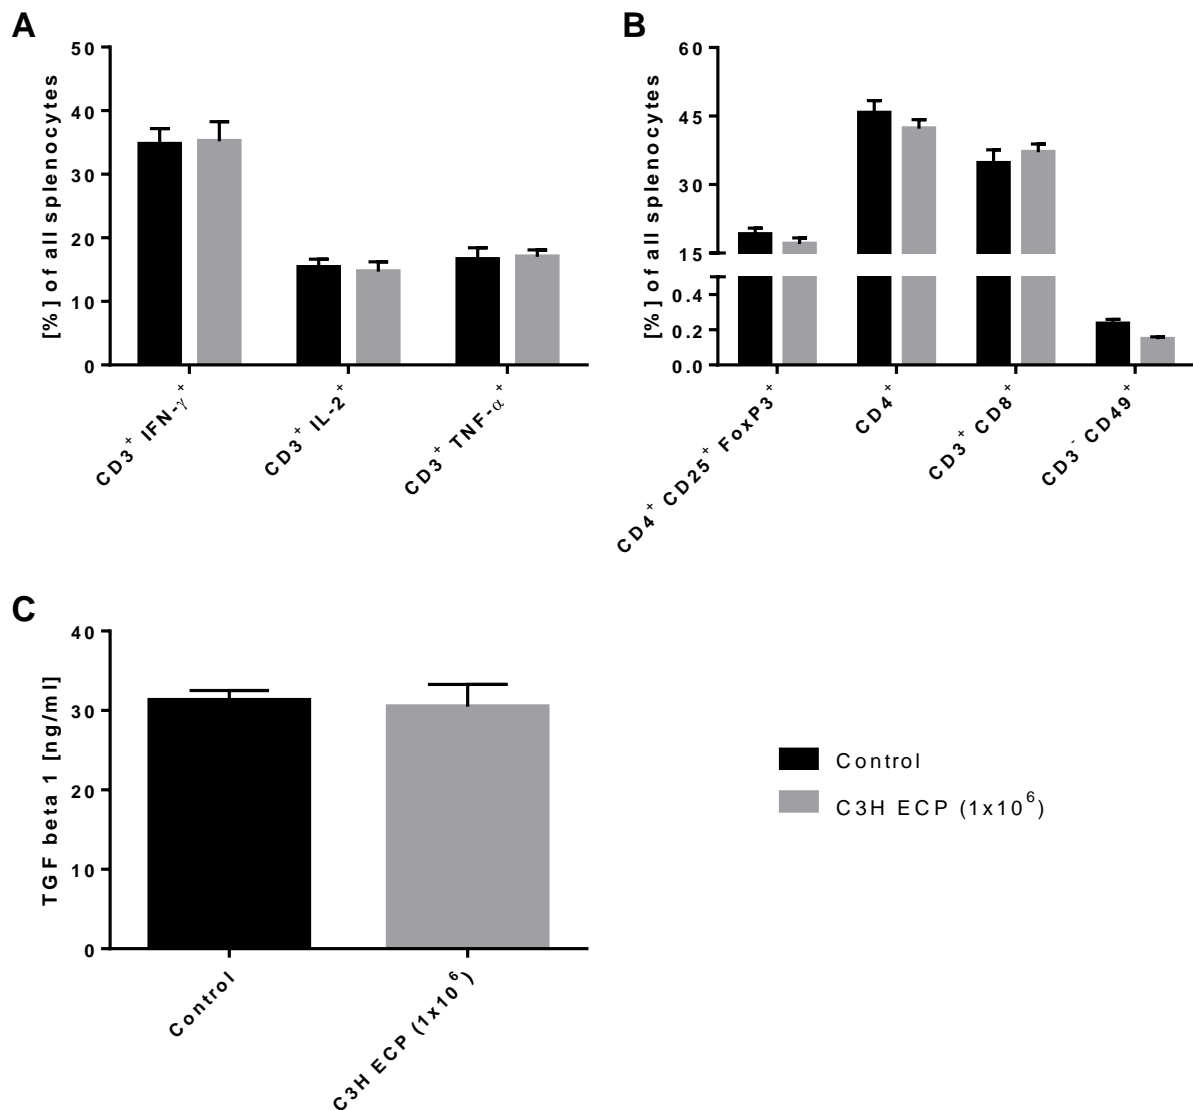 A
[%] of all splenocytes
50
40
30
20
10
0
CD3⁺ IFN-γ⁺
CD3⁺ IL-2⁺
CD3⁺ TNF-α⁺
B
[%] of all splenocytes
60
45
30
15
0.4
0.2
0.0
CD4⁺ CD25⁺ FoxP3⁺
CD4⁺
CD3⁺ CD8⁺
CD3⁻ CD49⁺
C
TGF beta 1 [ng/ml]
40
30
20
10
0
Control
C3H ECP (1x10⁶)
Control
C3H ECP (1x10⁶)